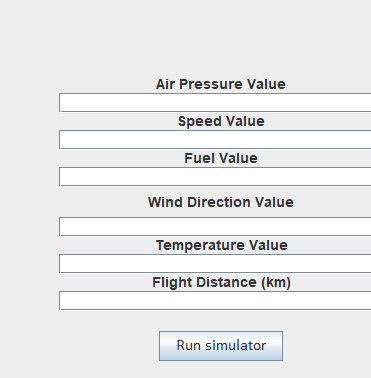 Air Pressure Value
Speed Value
Fuel Value
Wind Direction Value
Temperature Value
Flight Distance (km)
Run simulator